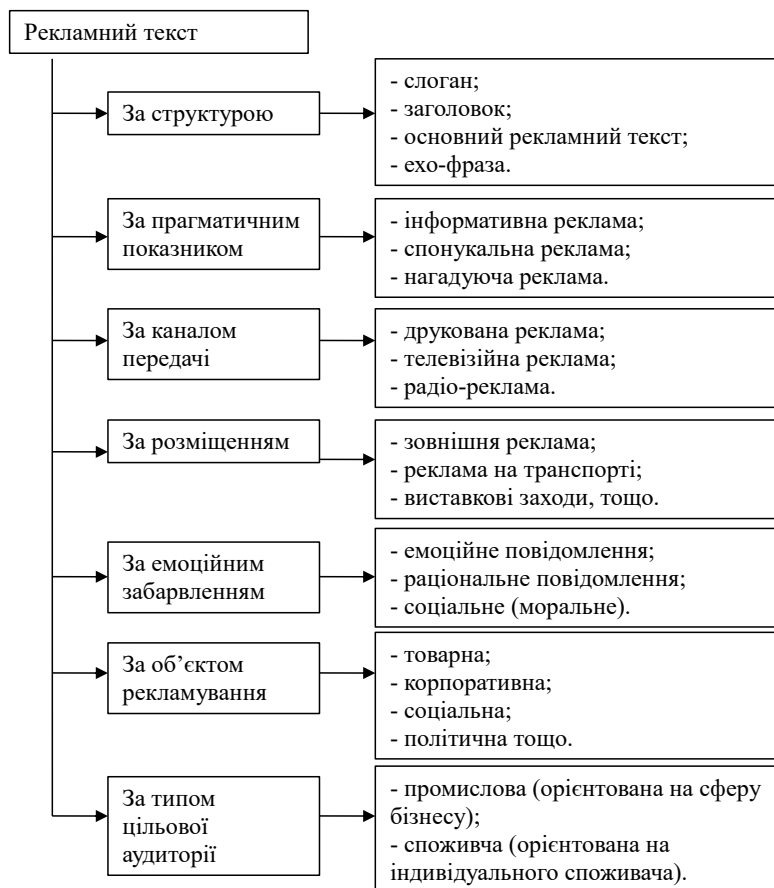 Рекламний текст
За структурою
- слоган;
- заголовок;
- основний рекламний текст;
- ехо-фраза.
За прагматичним
показником
- інформативна реклама;
- спонукальна реклама;
- нагадуюча реклама.
За каналом
передачі
- друкована реклама;
- телевізійна реклама;
- радіо-реклама.
За розміщенням
- зовнішня реклама;
- реклама на транспорті;
- виставкові заходи, тощо.
За емоційним
забарвленням
- емоційне повідомлення;
- раціональне повідомлення;
- соціальне (моральне).
За об’єктом
рекламування
- товарна;
- корпоративна;
- соціальна;
- політична тощо.
За типом
цільової
аудиторії
- промислова (орієнтована на сферу
бізнесу);
- споживча (орієнтована на
індивідуального споживача).